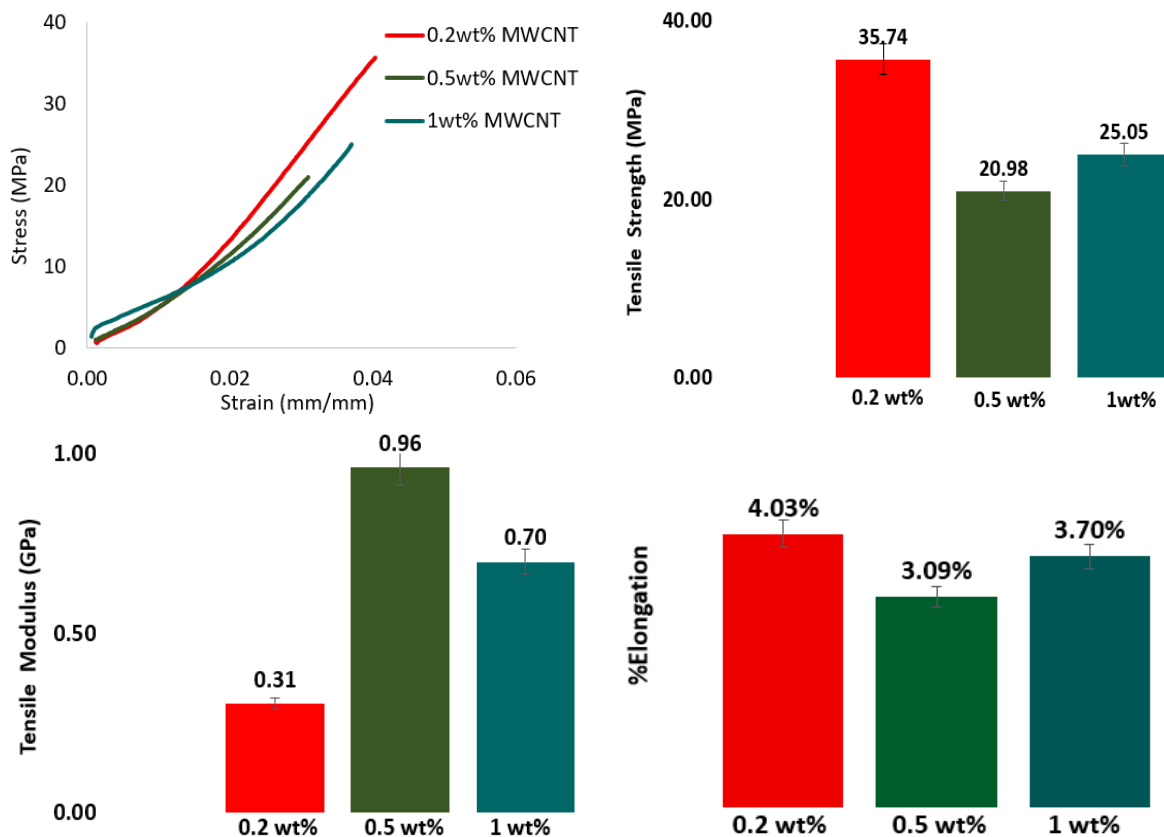 40
30
20
10
0
Stress (MPa)
0.00
0.02
0.04
0.06
Strain (mm/mm)
0.2wt% MWCNT
0.5wt% MWCNT
1wt% MWCNT
40.00
20.00
0.00
Tensile Strength (MPa)
35.74
20.98
25.05
0.2 wt%
0.5 wt%
1wt%
1.00
0.50
0.00
Tensile Modulus (GPa)
0.31
0.96
0.70
0.2 wt%
0.5 wt%
1 wt%
%Elongation
4.03%
3.09%
3.70%
0.2 wt%
0.5 wt%
1 wt%